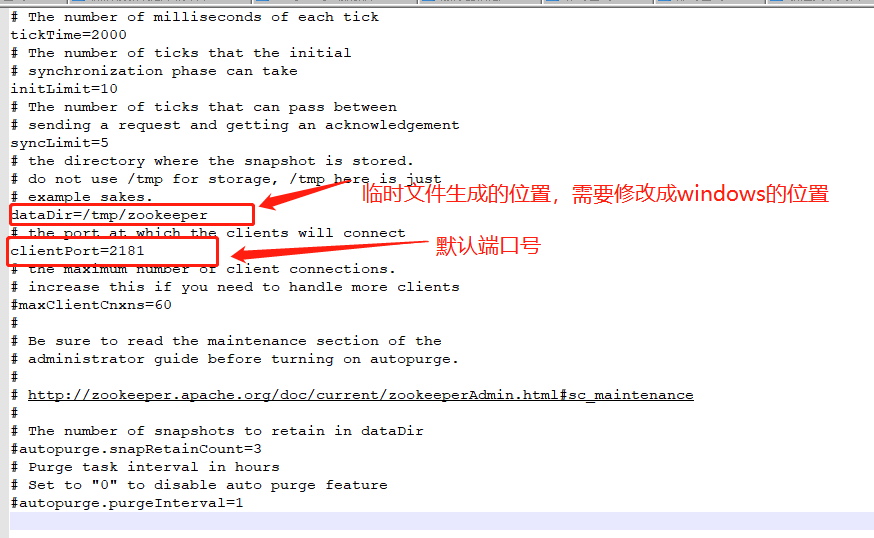 # The number of milliseconds of each tick
tickTime=2000
# The number of ticks that the initial
# synchronization phase can take
initLimit=10
# The number of ticks that can pass between
# sending a request and getting an acknowledgement
syncLimit=5
# the directory where the snapshot is stored.
# do not use /tmp for storage, /tmp here is just
# example sakes.
临时文件生成的位置，需要修改成windows的位置
dataDir=/tmp/zookeeper
# the port at which the clients will connect
默认端口号
clientPort=2181
# the maximum number of client connections.
# increase this if you need to handle more clients
#maxClientCnxns=60
#
# Be sure to read the maintenance section of the
# administrator guide before turning on autopurge.
#
# http://zookeeper.apache.org/doc/current/zookeeperAdmin.html#sc_maintenance
#
# The number of snapshots to retain in dataDir
#autopurge.snapRetainCount=3
# Purge task interval in hours
# Set to "0" to disable auto purge feature
#autopurge.purgeInterval=1